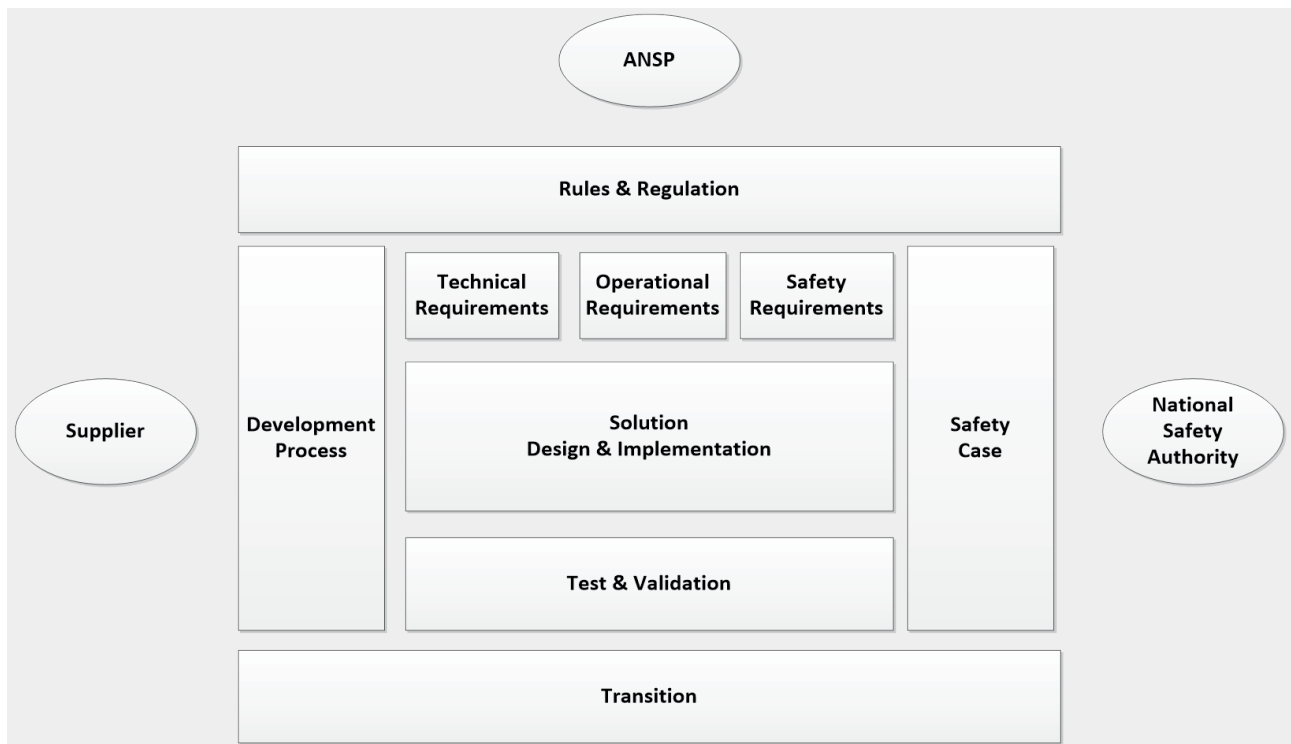 ANSP
Rules & Regulation
Technical
Requirements
Operational
Requirements
Safety
Requirements
Supplier
Development
Process
Solution
Design & Implementation
Safety
Case
National
Safety
Authority
Test & Validation
Transition